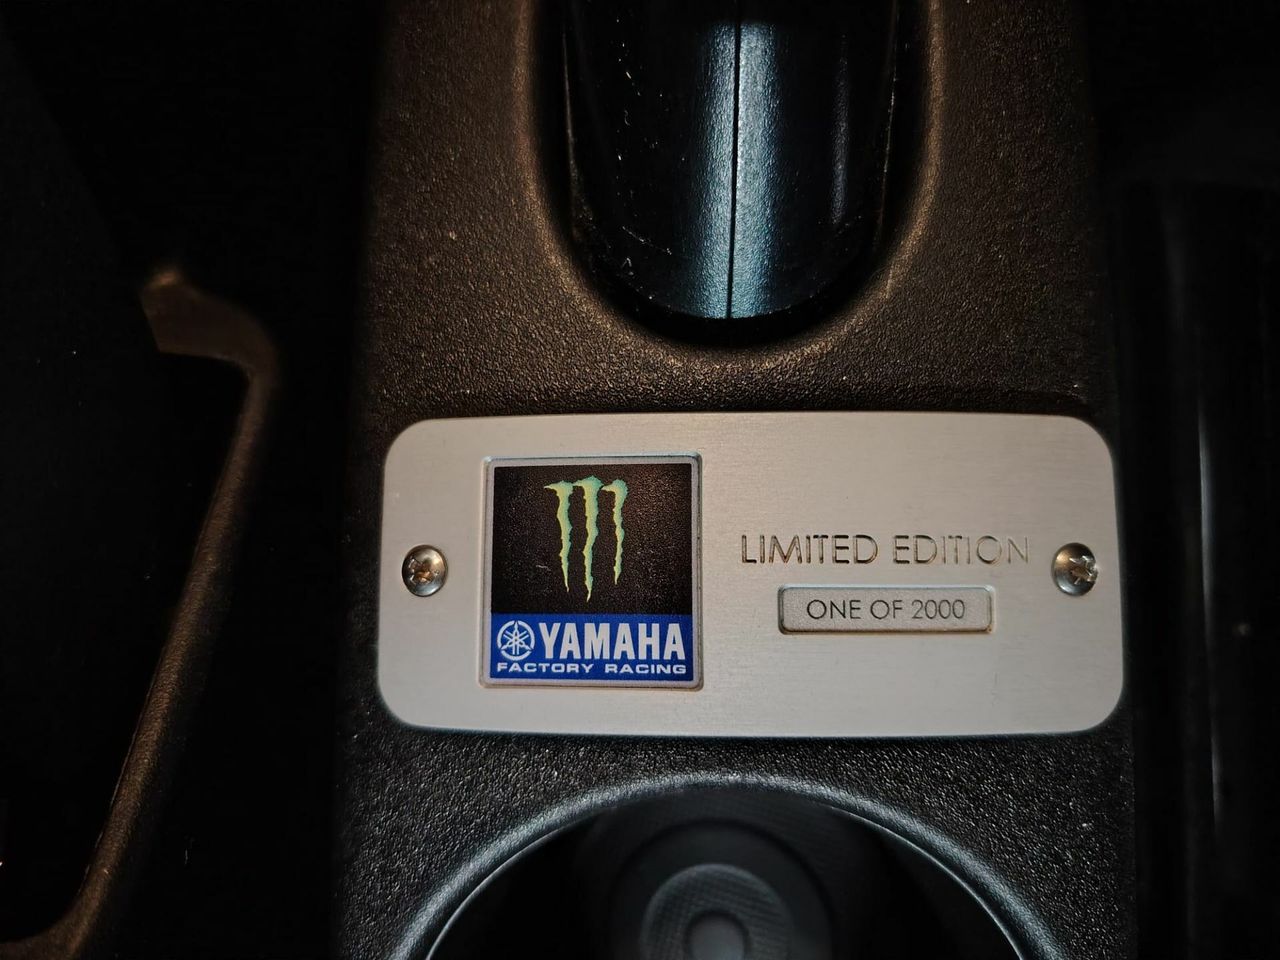 YAMAHA
FACTORY RACING
LIMITED EDITION
ONE OF 2000